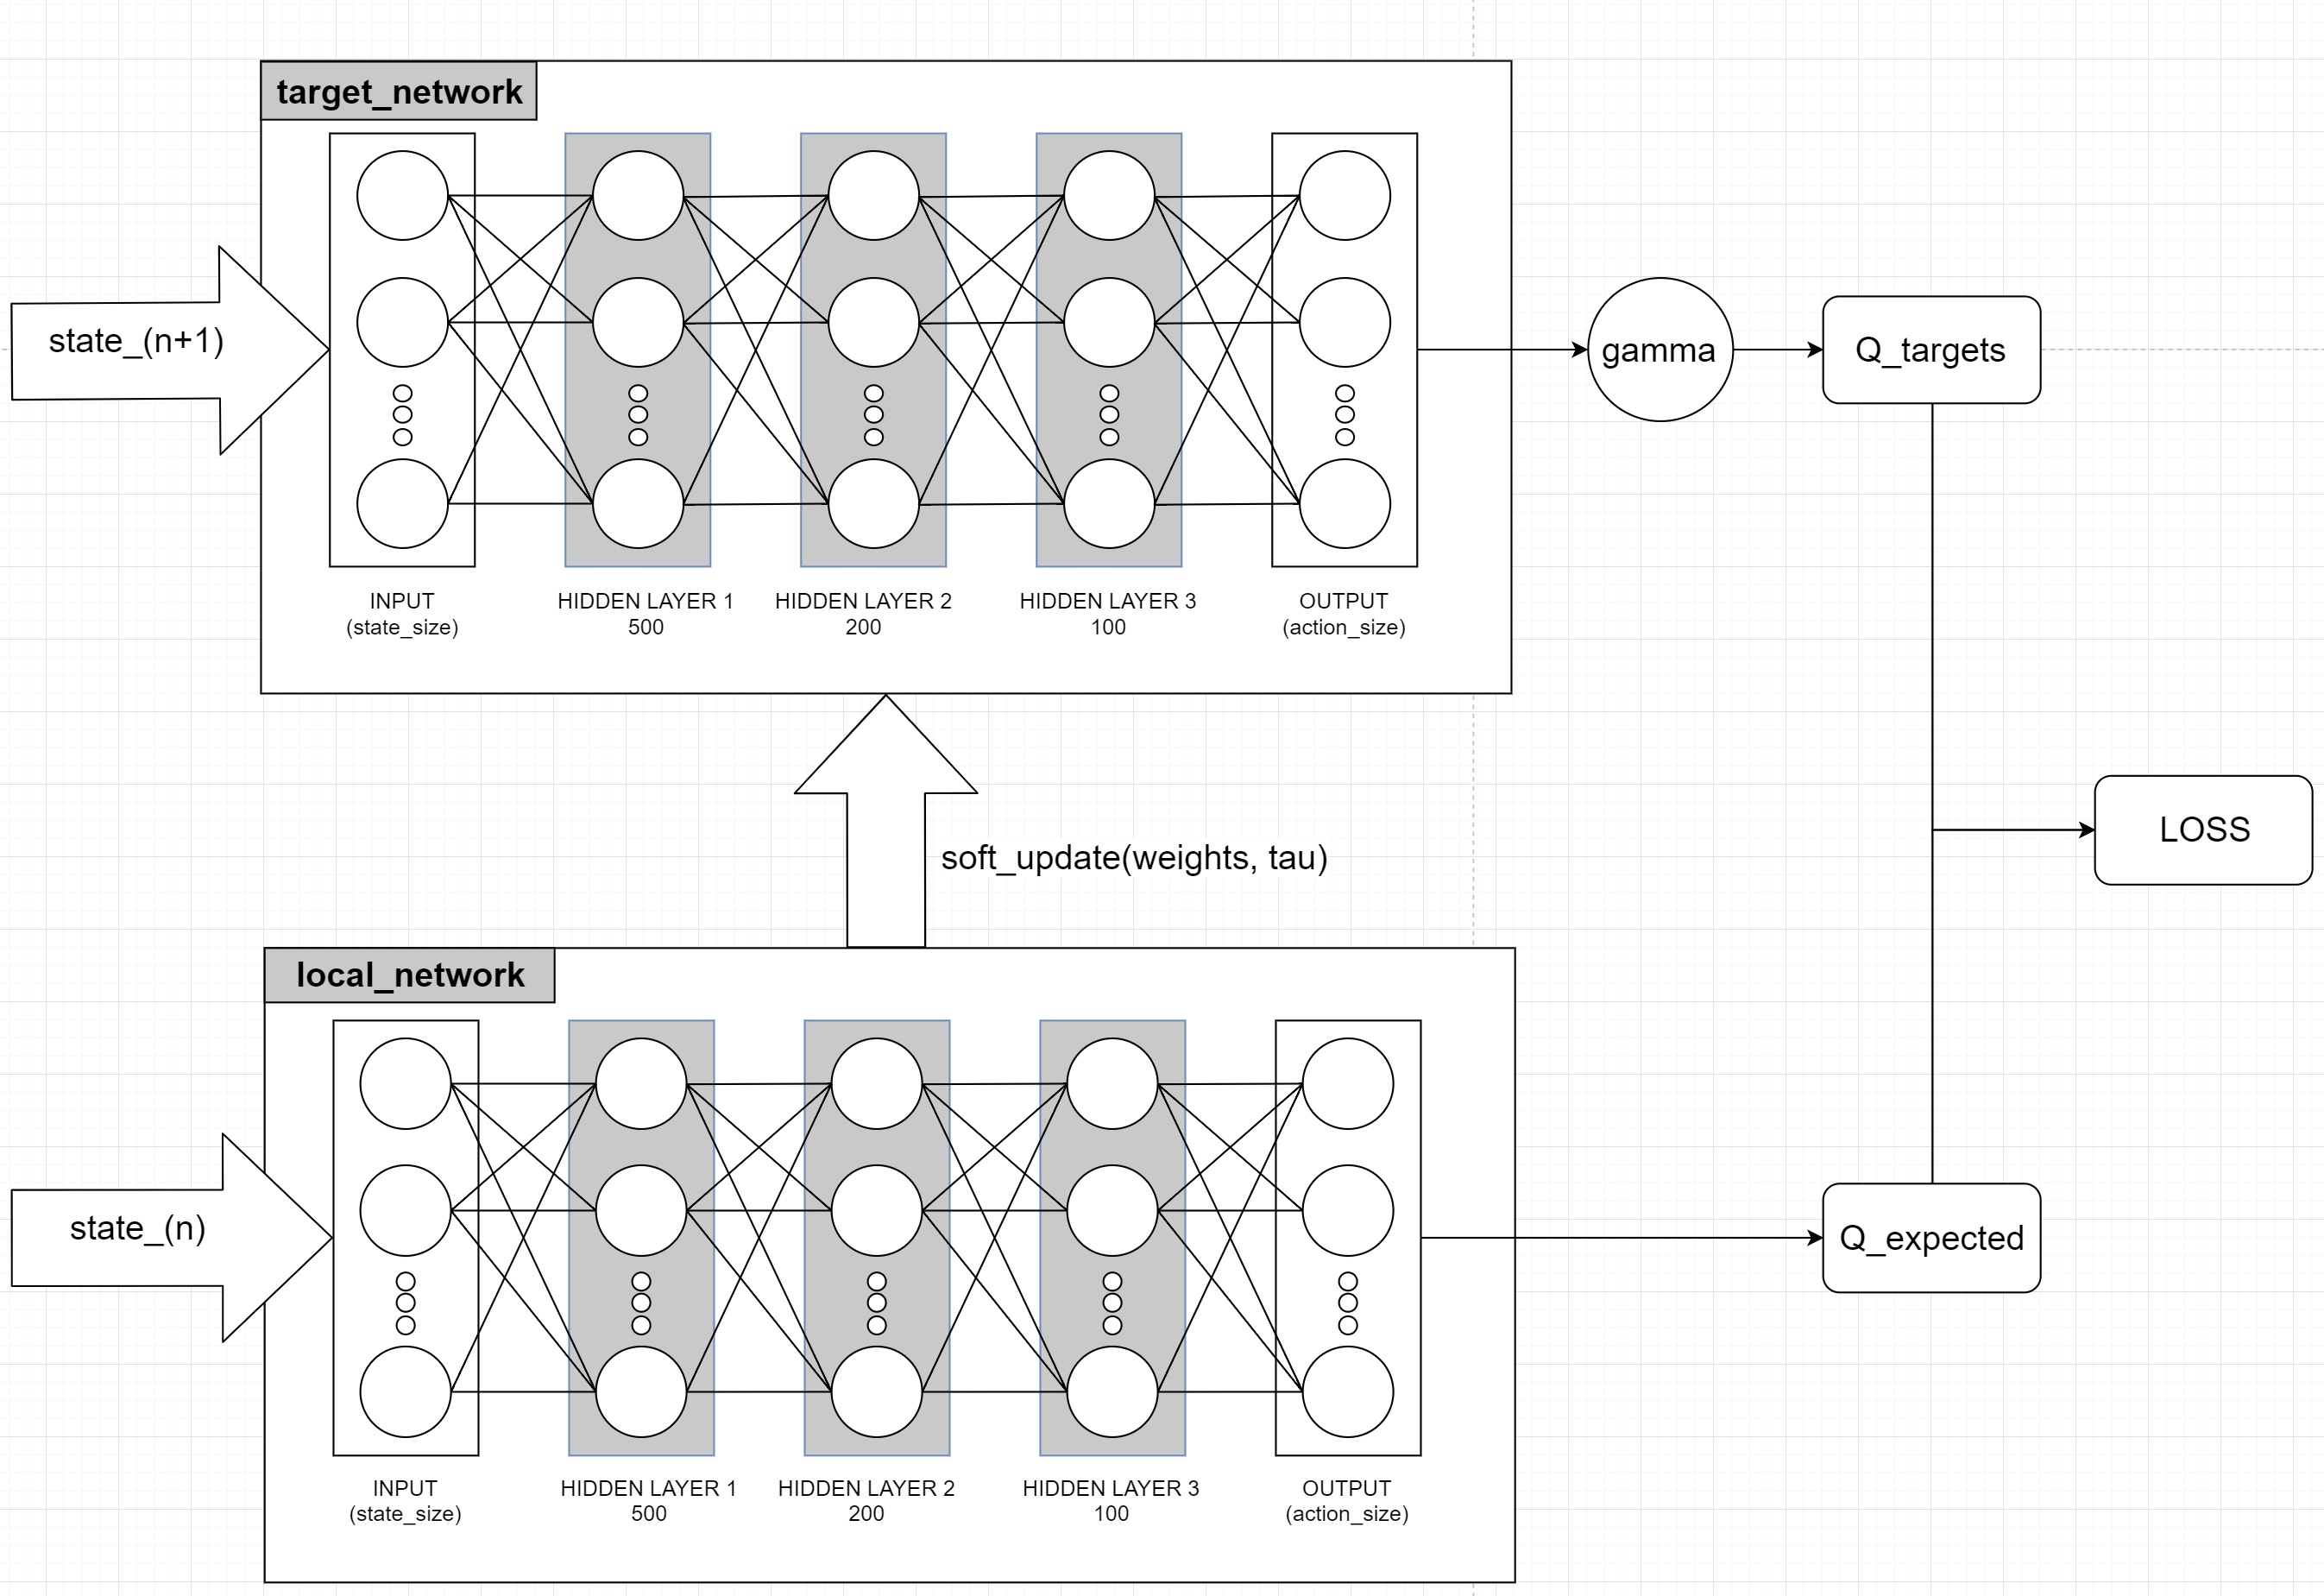 target_network
state_(n+1)
gamma
Q_targets
INPUT
(state_size)
HIDDEN LAYER 1
500
HIDDEN LAYER 2
200
HIDDEN LAYER 3
100
OUTPUT
(action_size)
soft_update(weights, tau)
LOSS
local_network
state_(n)
Q_expected
INPUT
(state_size)
HIDDEN LAYER 1
500
HIDDEN LAYER 2
200
HIDDEN LAYER 3
100
OUTPUT
(action_size)